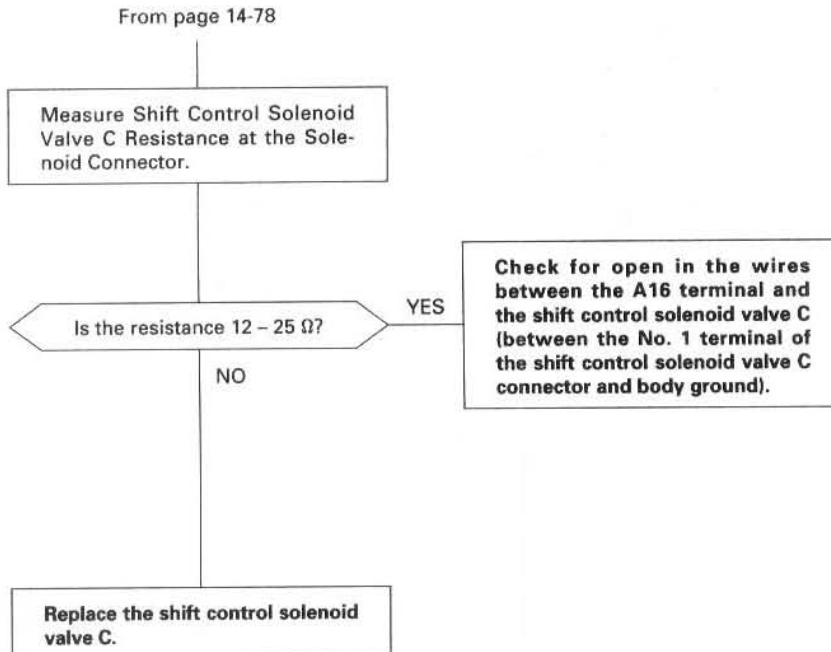 From page 14-78
Measure Shift Control Solenoid
Valve C Resistance at the Sole-
noid Connector.
Is the resistance 12 – 25 Ω?
YES
Check for open in the wires
between the A16 terminal and
the shift control solenoid valve C
(between the No. 1 terminal of
the shift control solenoid valve C
connector and body ground).
NO
Replace the shift control solenoid
valve C.